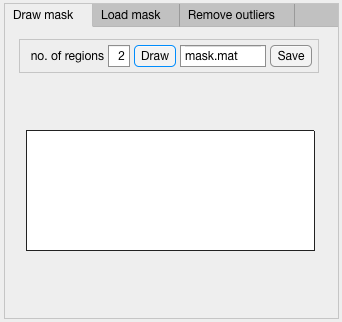 Draw mask Load mask Remove outliers
no. of regions 2 Draw mask.mat Save